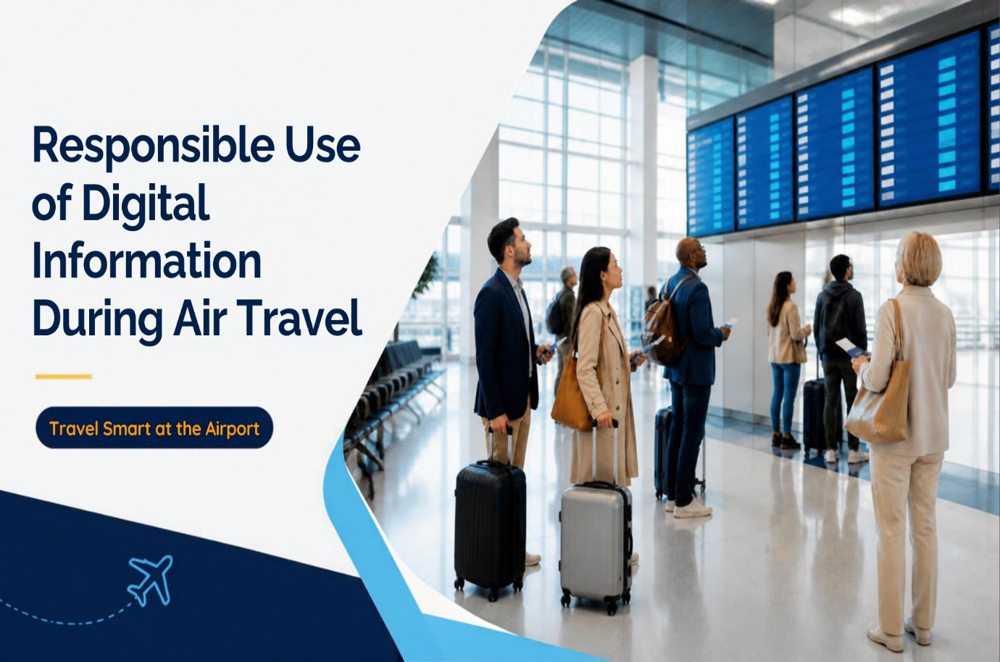 Responsible Use
of Digital
Information
During Air Travel
Travel Smart at the Airport